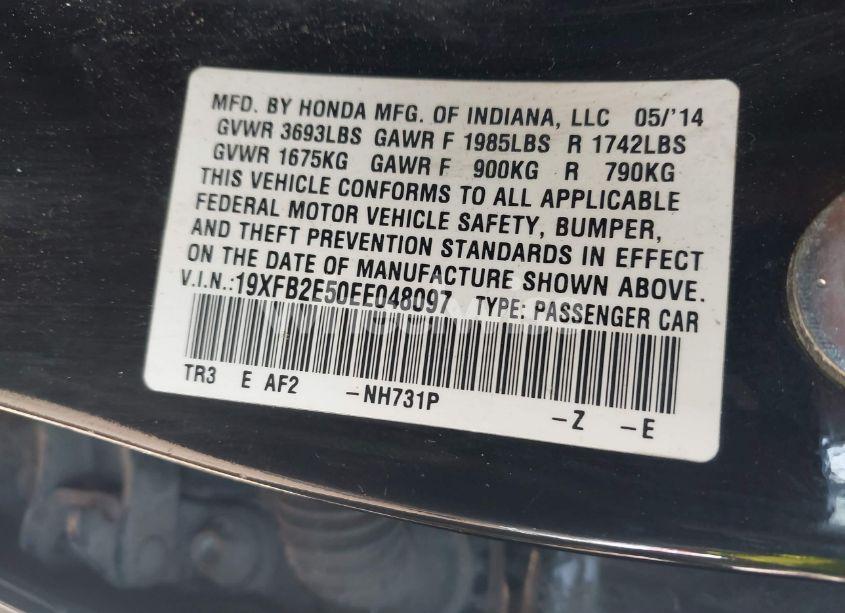 MFD. BY HONDA MFG. OF INDIANA, LLC 05/'14
GVWR 3693LBS GAWR F 1985LBS R 1742LBS
GVWR 1675KG GAWR F 900KG R 790KG
THIS VEHICLE CONFORMS TO ALL APPLICABLE
FEDERAL MOTOR VEHICLE SAFETY, BUMPER,
AND THEFT PREVENTION STANDARDS IN EFFECT
ON THE DATE OF MANUFACTURE SHOWN ABOVE.
V.I.N.:19XFB2E50EE048097 TYPE: PASSENGER CAR
TR3 E AF2 -NH731P -Z -E